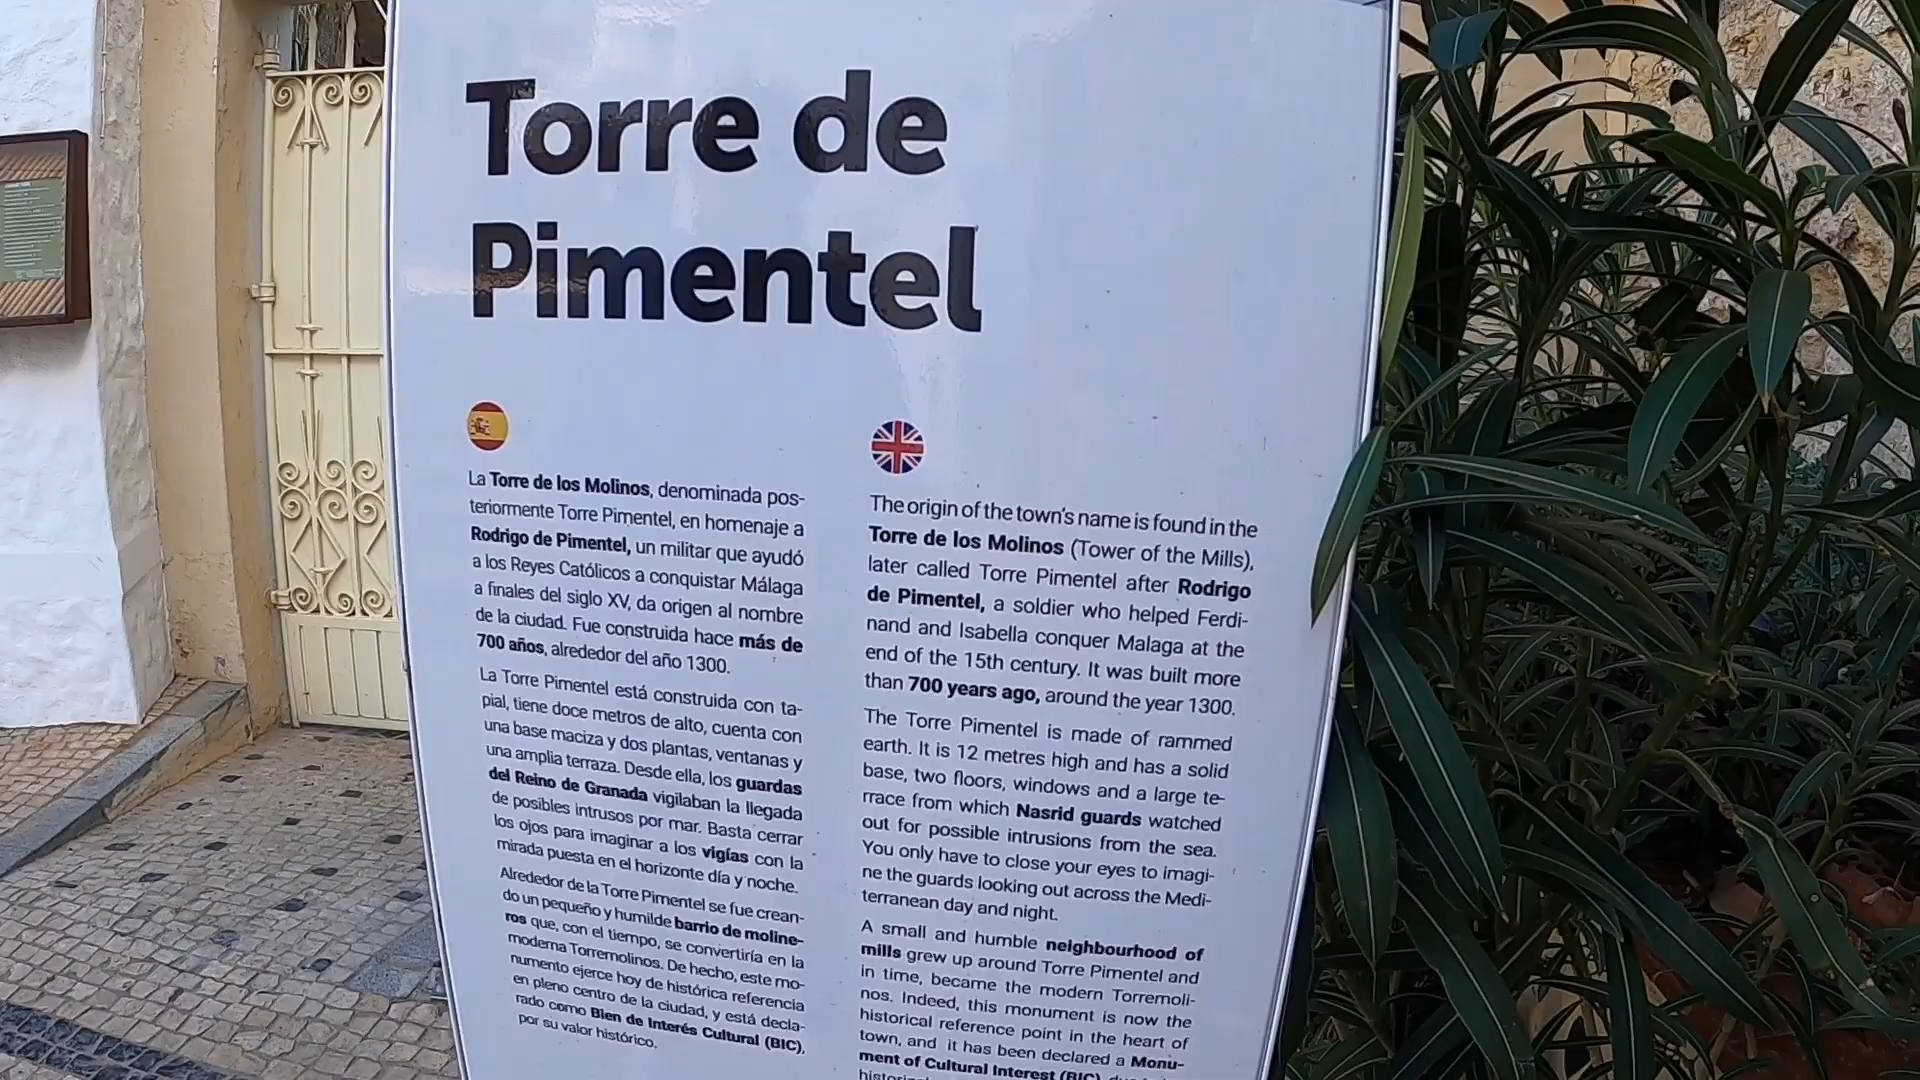 Torre de
Pimentel
La Torre de los Molinos, denominada pos-
teriormente Torre Pimentel, en homenaje a
Rodrigo de Pimentel, un militar que ayudó
a los Reyes Católicos a conquistar Málaga
a finales del siglo XV, da origen al nombre
de la ciudad. Fue construida hace más de
700 años, alrededor del año 1300.
La Torre Pimentel está construida con ta-
pial, tiene doce metros de alto, cuenta con
una base maciza y dos plantas, ventanas y
una amplia terraza. Desde ella, los guardas
del Reino de Granada vigilaban la llegada
de posibles intrusos por mar. Basta cerrar
los ojos para imaginar a los vigías con la
mirada puesta en el horizonte día y noche.
Alrededor de la Torre Pimentel se fue crean-
do un pequeño y humilde barrio de moline-
ros que, con el tiempo, se convertiría en la
moderna Torremolinos. De hecho, este mo-
numento ejerce hoy de histórica referencia
en pleno centro de la ciudad, y está decla-
rado como Bien de Interés Cultural (BIC),
por su valor histórico.
The origin of the town's name is found in the
Torre de los Molinos (Tower of the Mills),
later called Torre Pimentel after Rodrigo
de Pimentel, a soldier who helped Ferdi-
nand and Isabella conquer Malaga at the
end of the 15th century. It was built more
than 700 years ago, around the year 1300.
The Torre Pimentel is made of rammed
earth. It is 12 metres high and has a solid
base, two floors, windows and a large te-
rrace from which Nasrid guards watched
out for possible intrusions from the sea.
You only have to close your eyes to imagi-
ne the guards looking out across the Medi-
terranean day and night.
A small and humble neighbourhood of
mills grew up around Torre Pimentel and
in time, became the modern Torremoli-
nos. Indeed, this monument is now the
historical reference point in the heart of
town, and it has been declared a Monu-
ment of Cultural Interest (BIC)